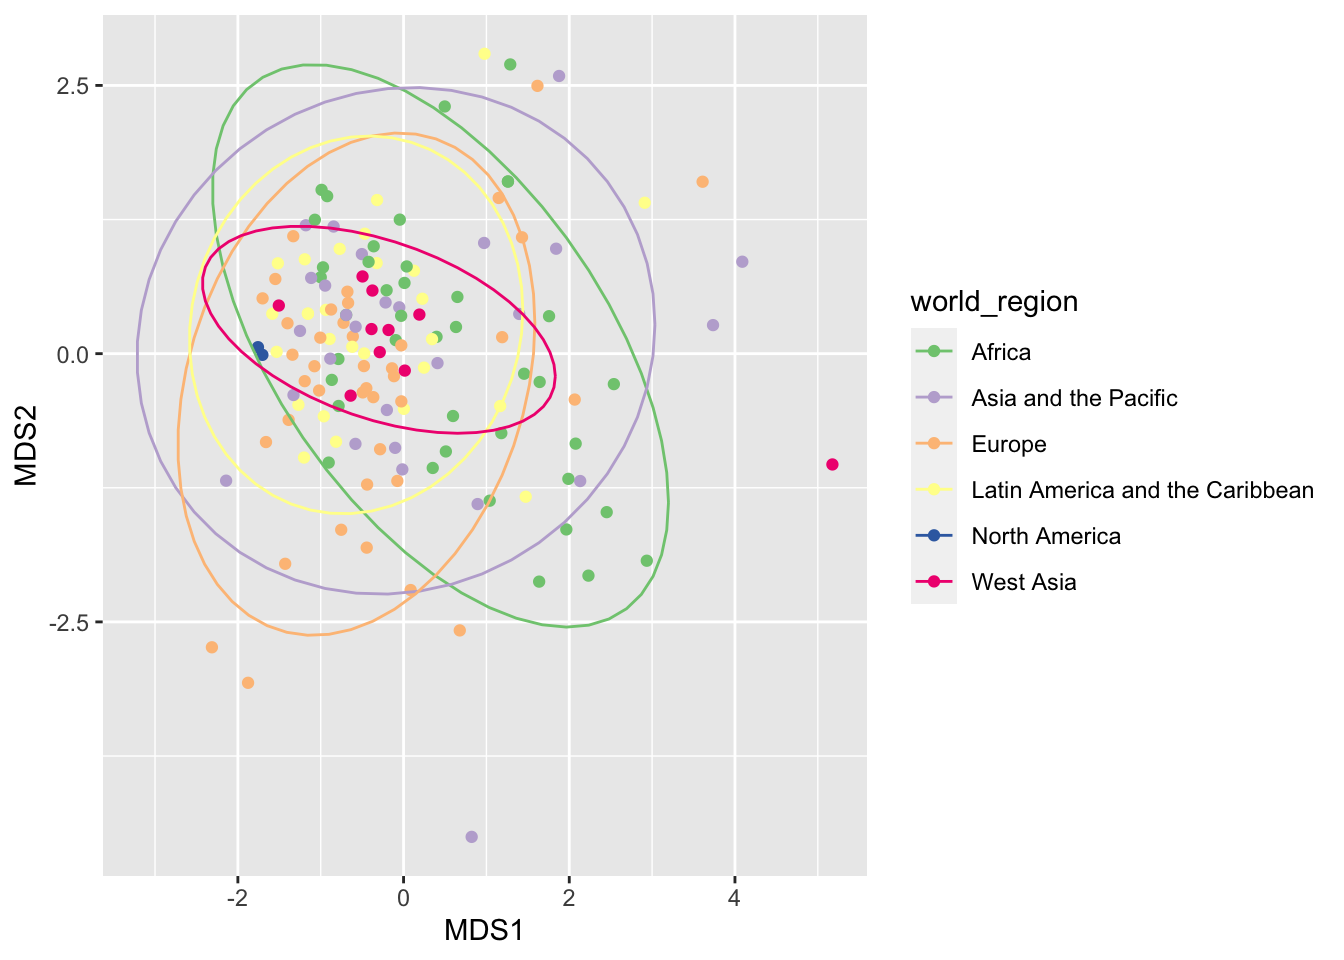 2.5
0.0
-2.5
MDS2
-2
0
2
4
MDS1
world_region
Africa
Asia and the Pacific
Europe
Latin America and the Caribbean
North America
West Asia